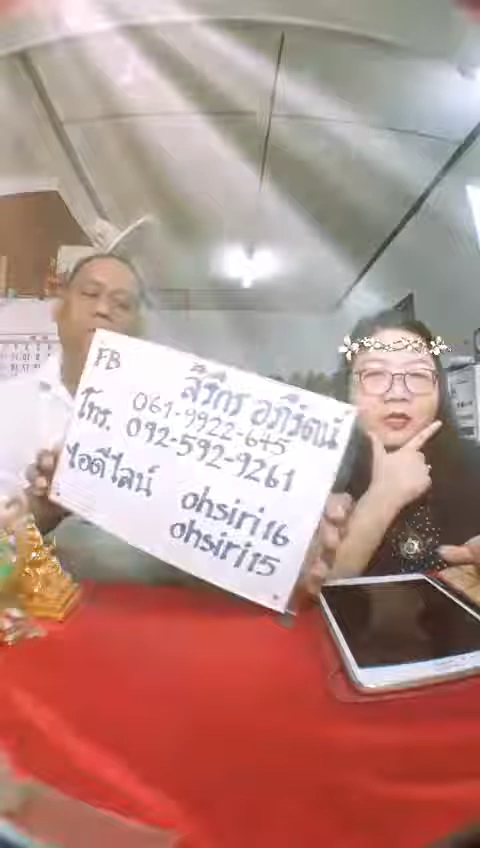 FB สิริกร อภิรัตน์
โทร. 061-9922-645
092-592-9261
ไอดีไลน์ ohsiri16
ohsiri15